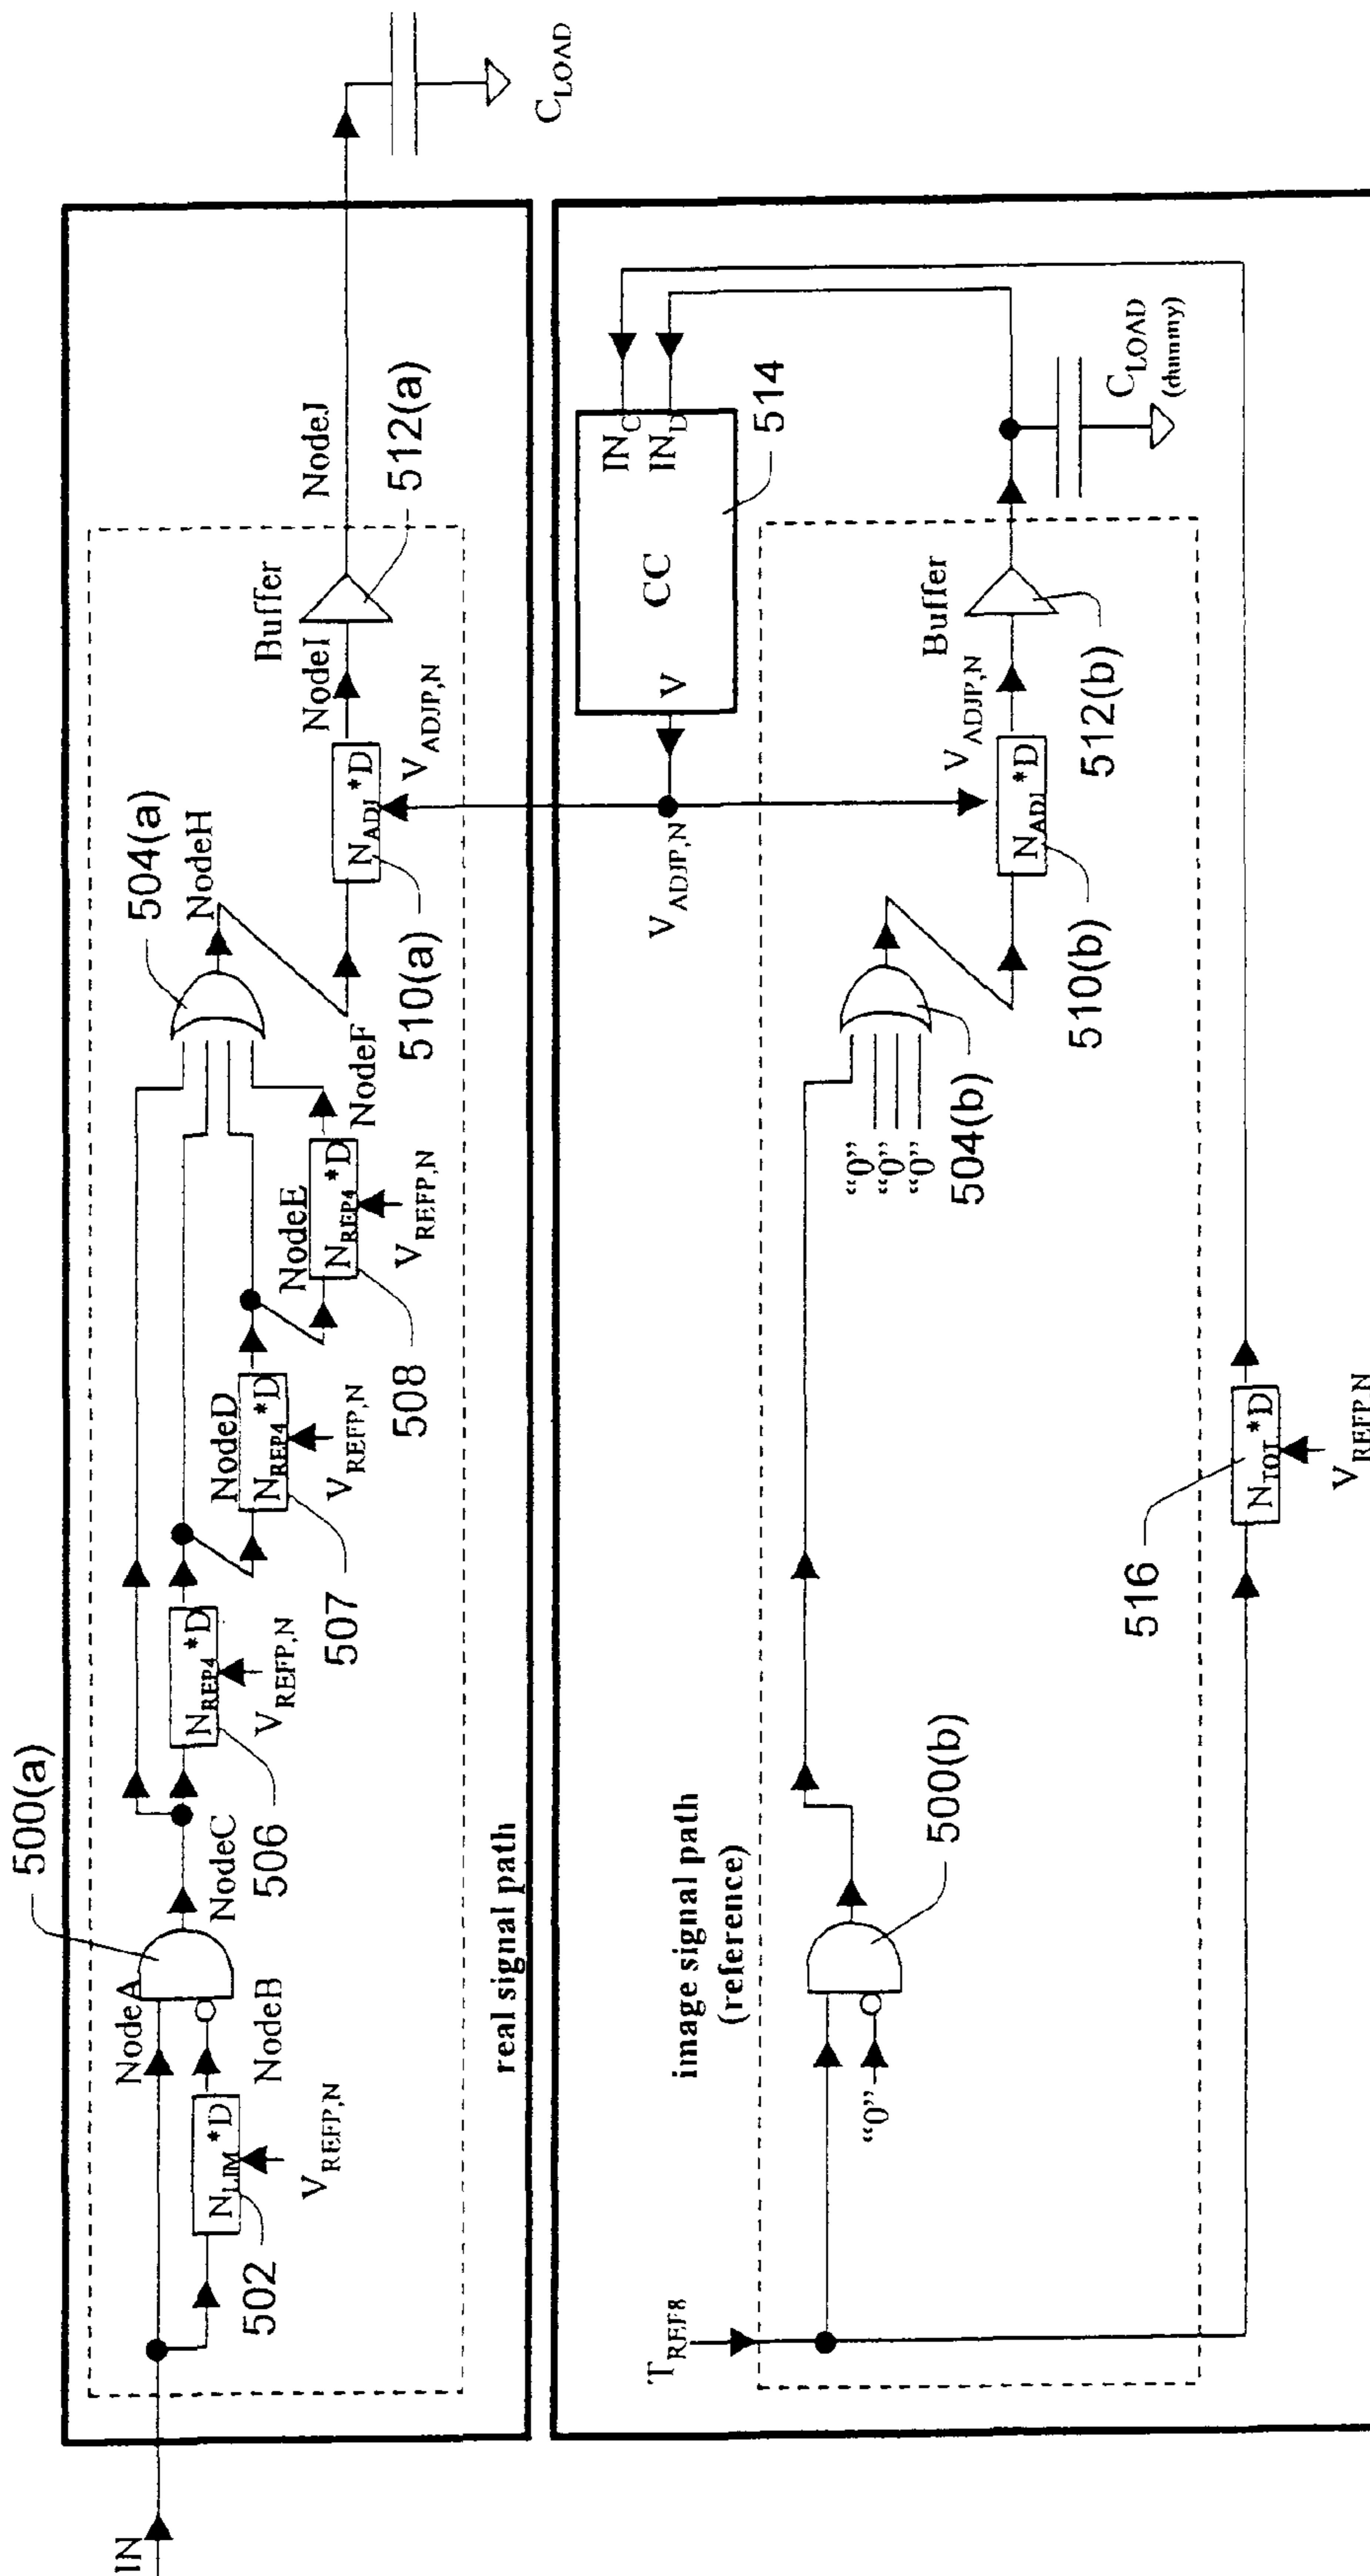 IN
500(a)
NodeA
502
N_LIM*D
V_REFP,N
NodeB
NodeC
506
N_REP4*D
V_REFP,N
507
NodeD
N_REP4*D
V_REFP,N
508
NodeE
N_REP4*D
V_REFP,N
NodeF
504(a)
NodeH
510(a)
N_ADJ*D
V_ADJP,N
NodeI
Buffer
512(a)
NodeJ
C_LOAD
real signal path
image signal path
(reference)
T_REF8
"0"
500(b)
"0"
"0"
"0"
504(b)
V_ADJP,N
510(b)
N_ADJ*D
V_ADJP,N
Buffer
512(b)
V
CC
IN_C
IN_D
514
C_LOAD
(dummy)
516
N_TOT*D
V_REFP,N